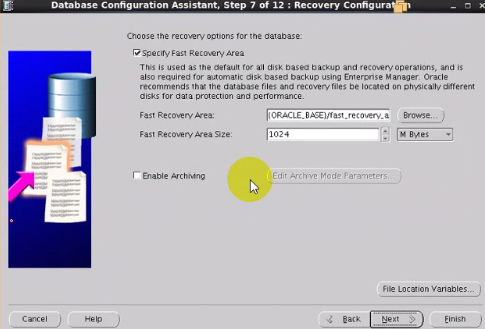 Database Configuration Assistant, Step 7 of 12 : Recovery Configuration
Choose the recovery options for the database:
Specify Fast Recovery Area
This is used as the default for all disk based backup and recovery operations, and is
also required for automatic disk based backup using Enterprise Manager. Oracle
recommends that the database files and recovery files be located on physically different
disks for data protection and performance.
Fast Recovery Area: {ORACLE_BASE}/fast_recovery_a Browse...
Fast Recovery Area Size: 1024 M Bytes
Enable Archiving Edit Archive Mode Parameters...
File Location Variables...
Cancel Help Back Next Finish